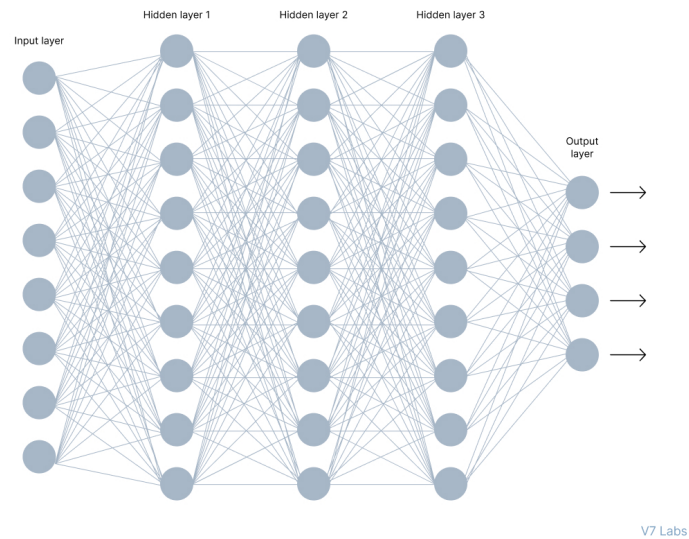 Input layer
Hidden layer 1
Hidden layer 2
Hidden layer 3
Output
layer
V7 Labs